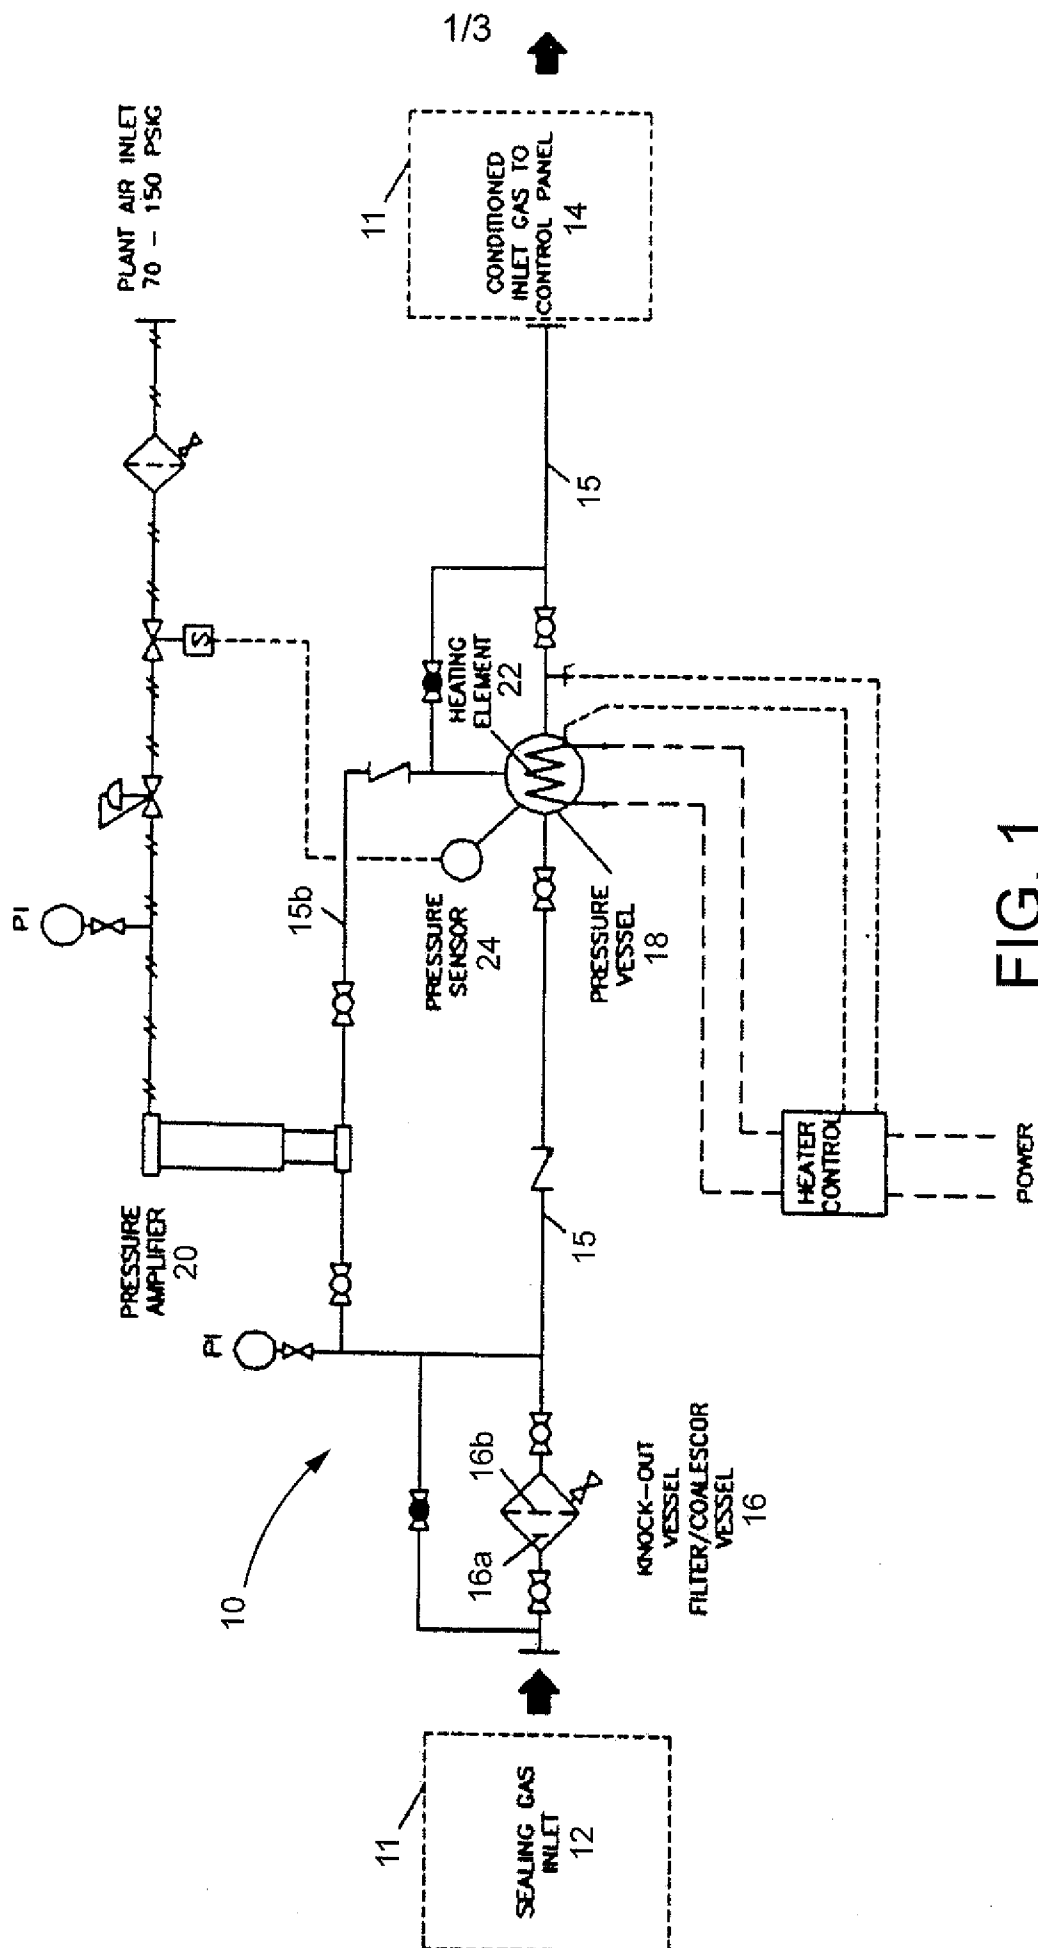 1/3
PLANT AIR INLET
70 – 150 PSIG
11
CONDITIONED
INLET GAS TO
CONTROL PANEL
14
PI
S
15
HEATING
ELEMENT
22
15b
PRESSURE
SENSOR
24
PRESSURE
VESSEL
18
PRESSURE
AMPLIFIER
20
PI
15
HEATER
CONTROL
POWER
10
16b
16a
KNOCK-OUT
VESSEL
FILTER/COALESCOR
VESSEL
16
11
SEALING GAS
INLET
12
FIG. 1